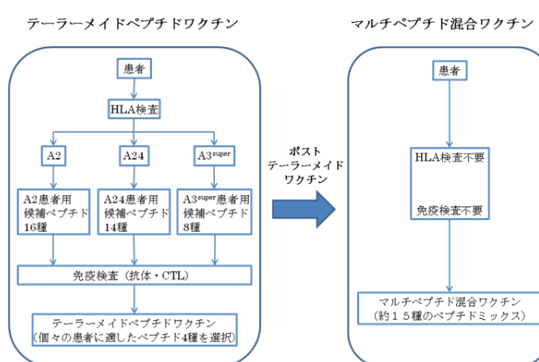 テーラーメイドペプチドワクチン
患者
HLA検査
A2
A24
A3super
A2患者用
候補ペプチド
16種
A24患者用
候補ペプチド
14種
A3super患者用
候補ペプチド
8種
免疫検査（抗体・CTL）
テーラーメイドペプチドワクチン
（個々の患者に適したペプチド4種を選択）
ポスト
テーラーメイド
ワクチン
マルチペプチド混合ワクチン
患者
HLA検査不要
免疫検査不要
マルチペプチド混合ワクチン
（約１５種のペプチドミックス）